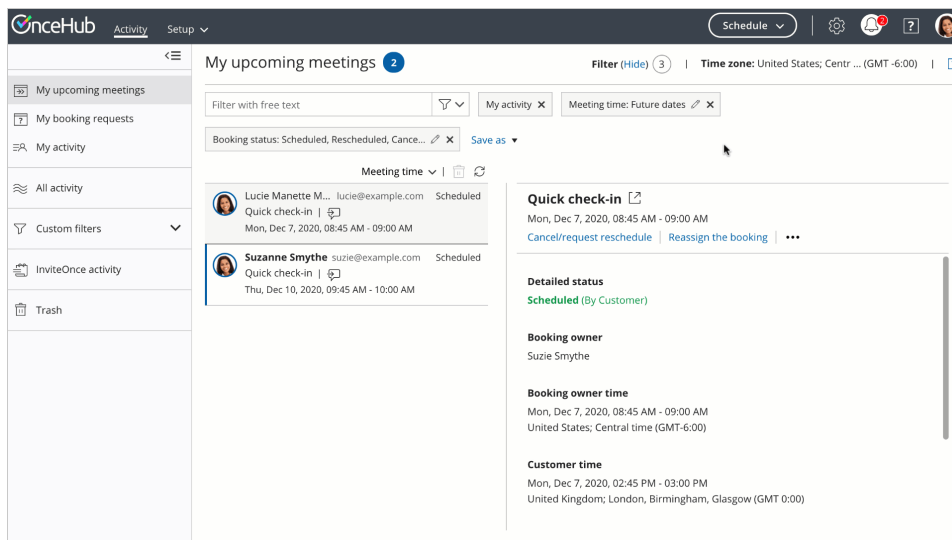 OnceHub Activity Setup Schedule 2 ?
My upcoming meetings 2 Filter (Hide) 3 | Time zone: United States; Centr ... (GMT -6:00) |
My upcoming meetings
My booking requests
My activity
All activity
Custom filters
InviteOnce activity
Trash
Filter with free text My activity X Meeting time: Future dates X
Booking status: Scheduled, Rescheduled, Cance... X Save as
Meeting time |
Lucie Manette M... lucie@example.com Scheduled
Quick check-in |
Mon, Dec 7, 2020, 08:45 AM - 09:00 AM
Suzanne Smythe suzie@example.com Scheduled
Quick check-in |
Thu, Dec 10, 2020, 09:45 AM - 10:00 AM
Quick check-in
Mon, Dec 7, 2020, 08:45 AM - 09:00 AM
Cancel/request reschedule | Reassign the booking | •••
Detailed status
Scheduled (By Customer)
Booking owner
Suzie Smythe
Booking owner time
Mon, Dec 7, 2020, 08:45 AM - 09:00 AM
United States; Central time (GMT-6:00)
Customer time
Mon, Dec 7, 2020, 02:45 PM - 03:00 PM
United Kingdom; London, Birmingham, Glasgow (GMT 0:00)